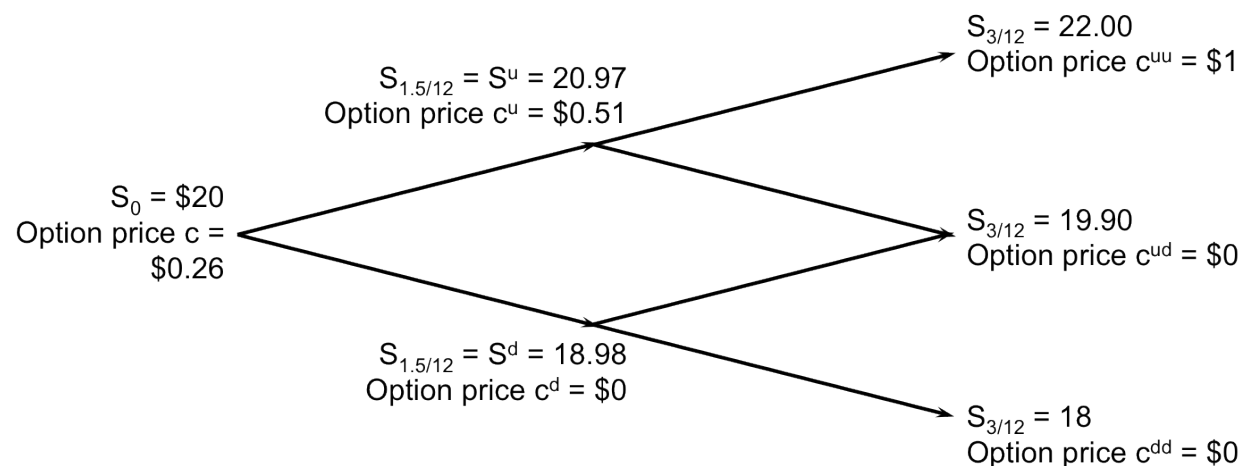 S₀ = $20
Option price c =
$0.26
S₁.₅/₁₂ = Sᵘ = 20.97
Option price cᵘ = $0.51
S₁.₅/₁₂ = Sᵈ = 18.98
Option price cᵈ = $0
S₃/₁₂ = 22.00
Option price cᵘᵘ = $1
S₃/₁₂ = 19.90
Option price cᵘᵈ = $0
S₃/₁₂ = 18
Option price cᵈᵈ = $0